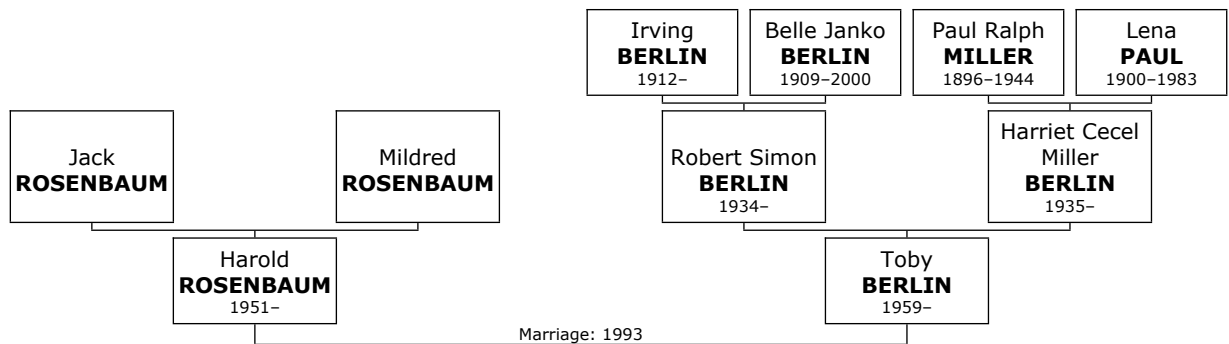 Irving
BERLIN
1912–
Belle Janko
BERLIN
1909–2000
Paul Ralph
MILLER
1896–1944
Lena
PAUL
1900–1983
Jack
ROSENBAUM
Mildred
ROSENBAUM
Robert Simon
BERLIN
1934–
Harriet Cecel
Miller
BERLIN
1935–
Harold
ROSENBAUM
1951–
Toby
BERLIN
1959–
Marriage: 1993